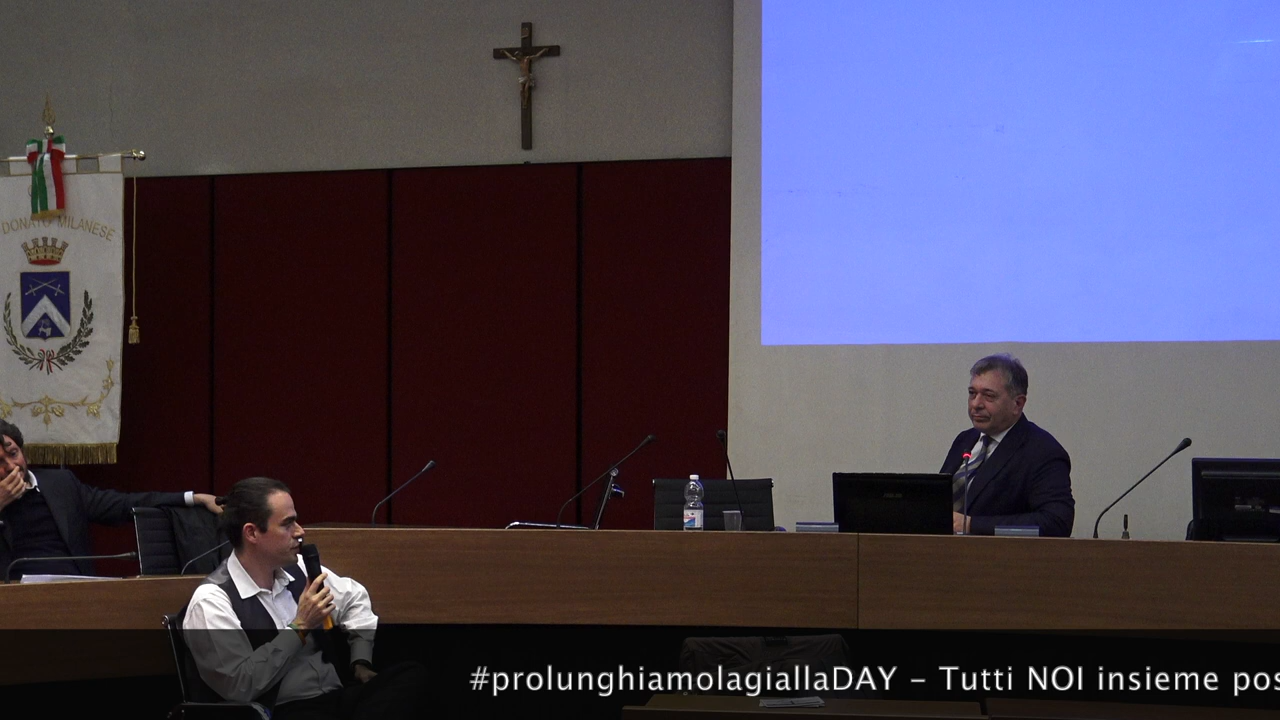 DONATO MILANESE
#prolunghiamolagiallaDAY – Tutti NOI insieme pos